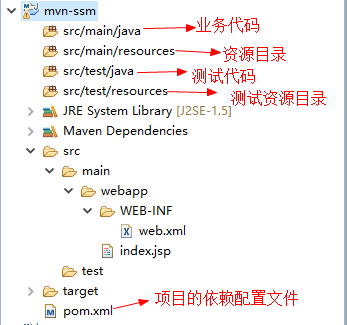 mvn-ssm
src/main/java 业务代码
src/main/resources 资源目录
src/test/java 测试代码
src/test/resources 测试资源目录
JRE System Library [J2SE-1.5]
Maven Dependencies
src
main
webapp
WEB-INF
web.xml
index.jsp
test
target
pom.xml 项目的依赖配置文件